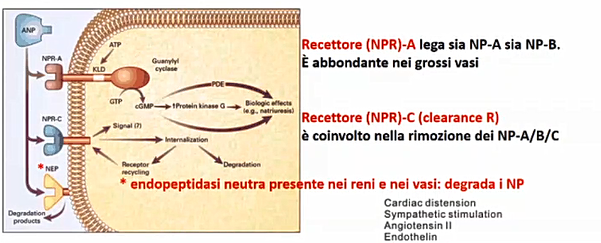 ANP
NPR-A
ATP
KLD
Guanylyl
cyclase
GTP
cGMP
PDE
↑Protein kinase G
Biologic effects
(e.g., natriuresis)
NPR-C
Signal (?)
Internalization
* NEP
Receptor
recycling
Degradation
Degradation
products
Recettore (NPR)-A lega sia NP-A sia NP-B.
È abbondante nei grossi vasi
Recettore (NPR)-C (clearance R)
è coinvolto nella rimozione dei NP-A/B/C
* endopeptidasi neutra presente nei reni e nei vasi: degrada i NP
Cardiac distension
Sympathetic stimulation
Angiotensin II
Endothelin